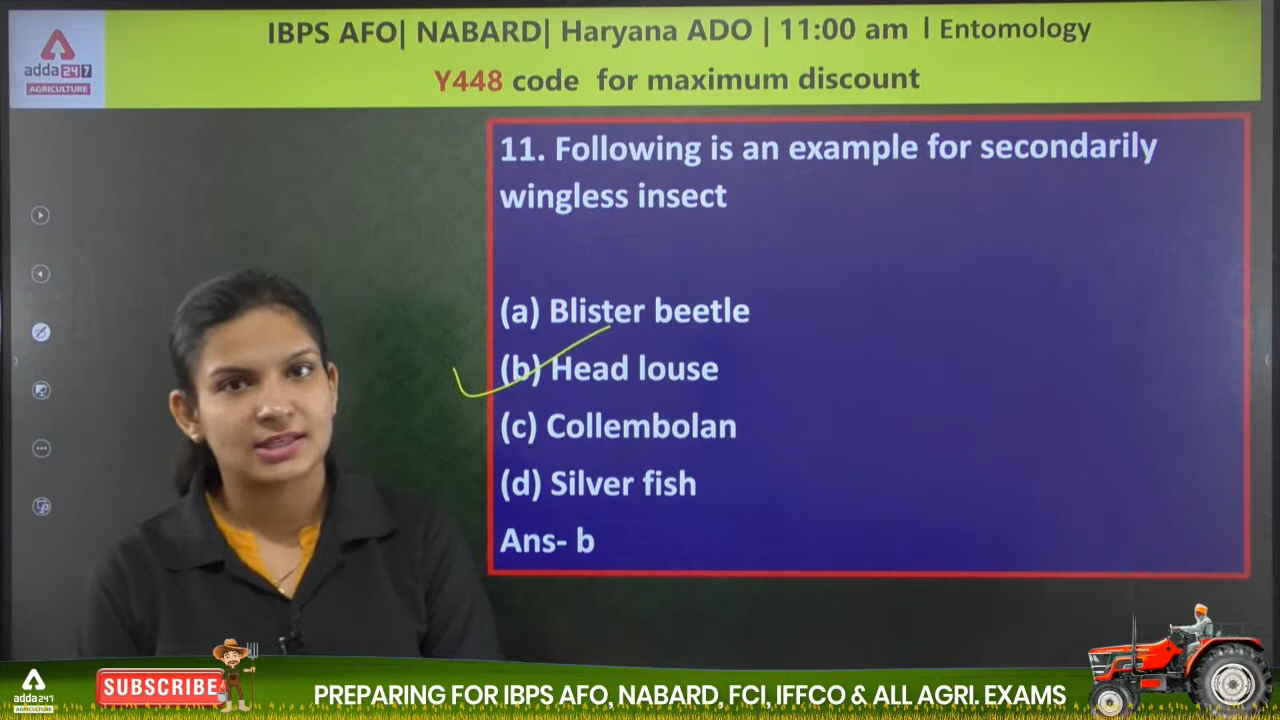 IBPS AFO| NABARD| Haryana ADO | 11:00 am I Entomology
adda 247
AGRICULTURE
Y448 code for maximum discount
11. Following is an example for secondarily
wingless insect
(a) Blister beetle
(b) Head louse
(c) Collembolan
(d) Silver fish
Ans- b
adda247
SUBSCRIBE
PREPARING FOR IBPS AFO, NABARD, FCI, IFFCO & ALL AGRI. EXAMS